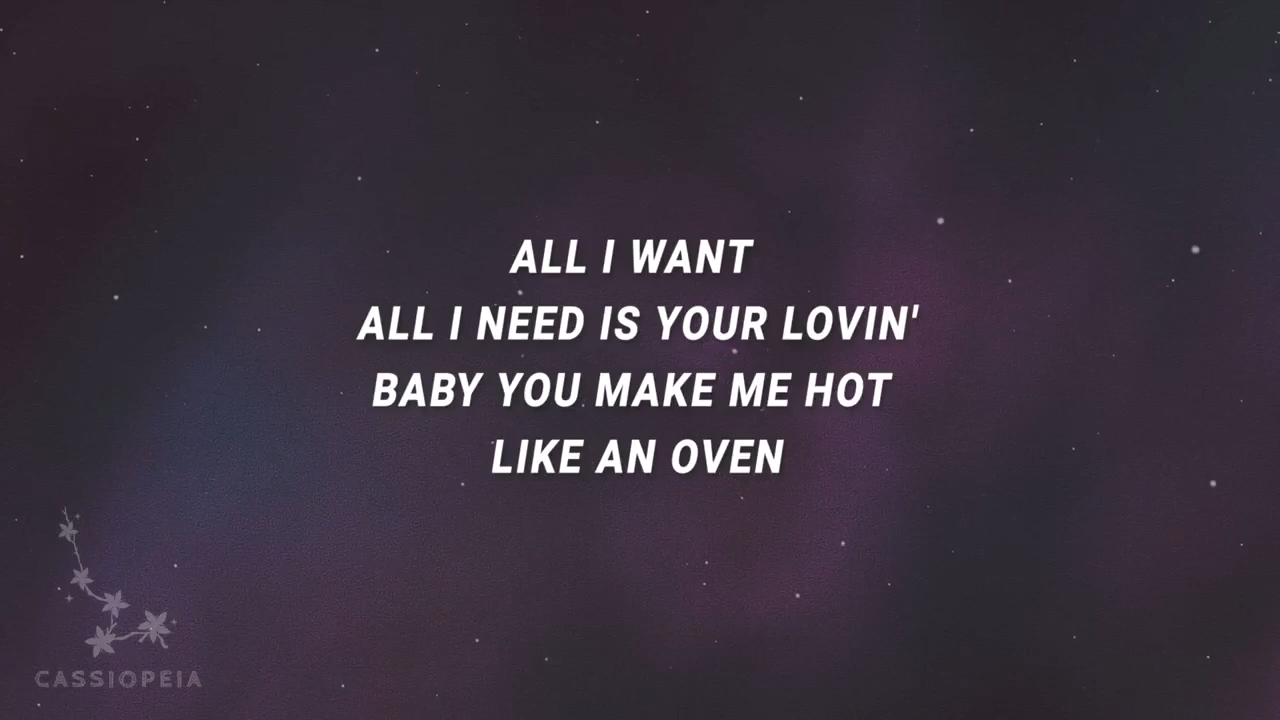 ALL I WANT
ALL I NEED IS YOUR LOVIN'
BABY YOU MAKE ME HOT
LIKE AN OVEN
CASSIOPEIA